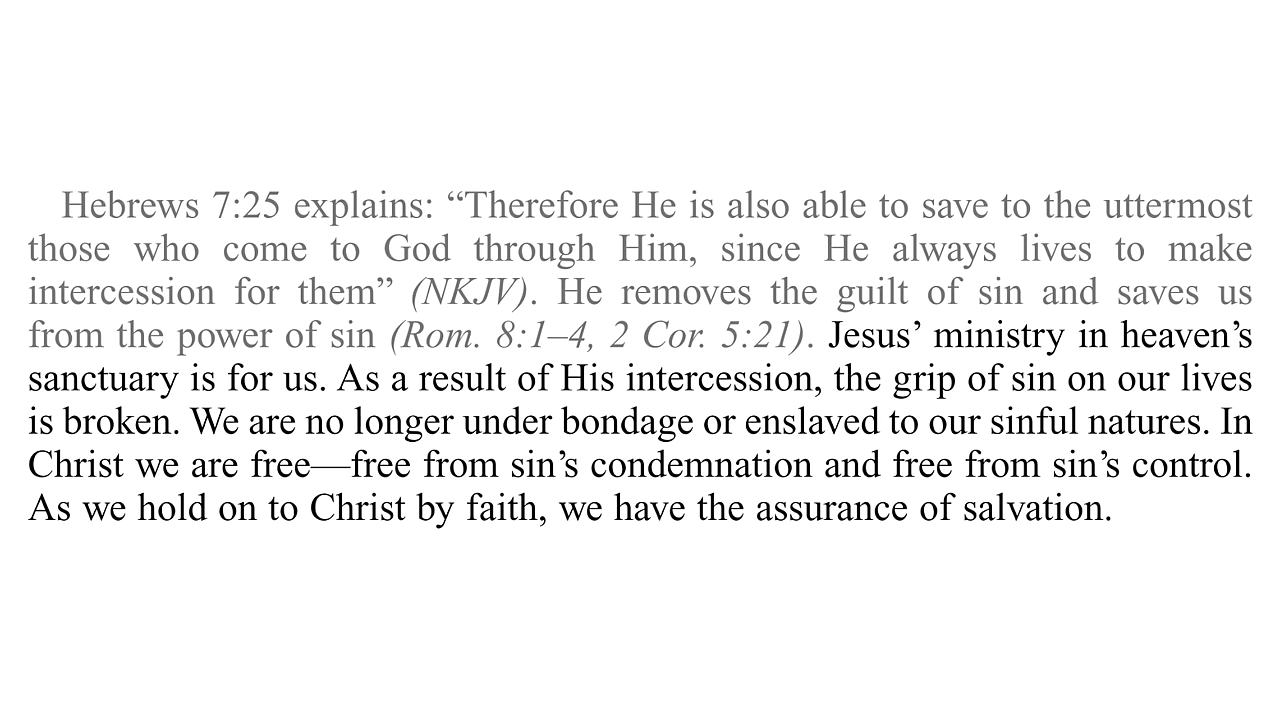 Hebrews 7:25 explains: “Therefore He is also able to save to the uttermost
those who come to God through Him, since He always lives to make
intercession for them” (NKJV). He removes the guilt of sin and saves us
from the power of sin (Rom. 8:1–4, 2 Cor. 5:21). Jesus’ ministry in heaven’s
sanctuary is for us. As a result of His intercession, the grip of sin on our lives
is broken. We are no longer under bondage or enslaved to our sinful natures. In
Christ we are free—free from sin’s condemnation and free from sin’s control.
As we hold on to Christ by faith, we have the assurance of salvation.